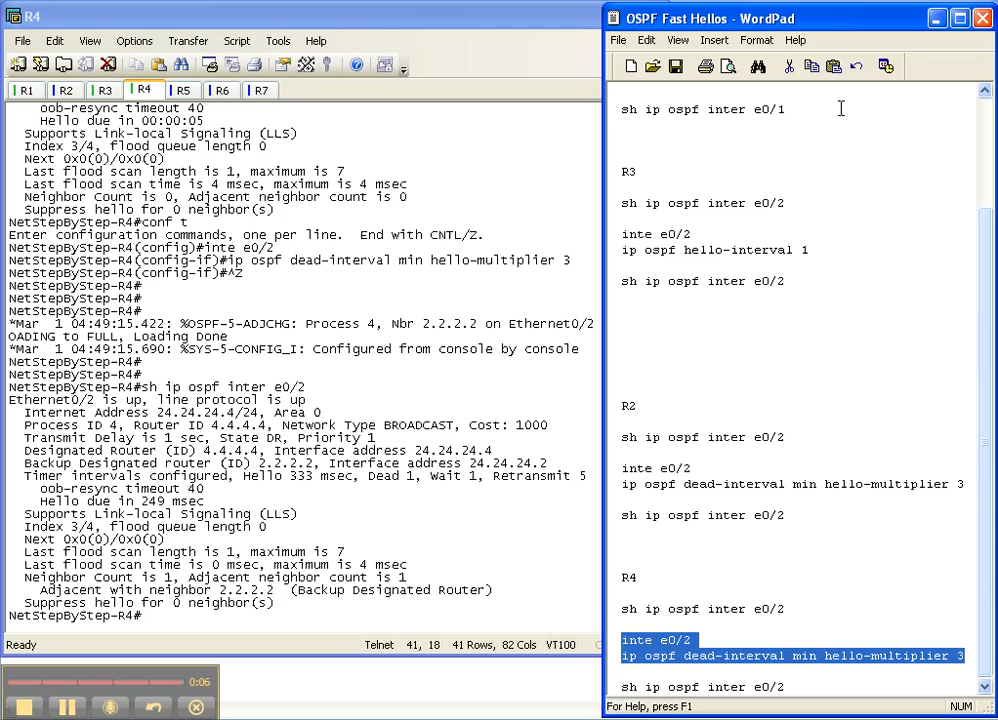 R4
File Edit View Options Transfer Script Tools Help
R1 R2 R3 R4 R5 R6 R7
oob-resync timeout 40
Hello due in 00:00:05
Supports Link-local Signaling (LLS)
Index 3/4, flood queue length 0
Next 0x0(0)/0x0(0)
Last flood scan length is 1, maximum is 7
Last flood scan time is 4 msec, maximum is 4 msec
Neighbor Count is 0, Adjacent neighbor count is 0
Suppress hello for 0 neighbor(s)
NetStepByStep-R4#conf t
Enter configuration commands, one per line.  End with CNTL/Z.
NetStepByStep-R4(config)#inte e0/2
NetStepByStep-R4(config-if)#ip ospf dead-interval min hello-multiplier 3
NetStepByStep-R4(config-if)#^Z
NetStepByStep-R4#
NetStepByStep-R4#
NetStepByStep-R4#
*Mar  1 04:49:15.422: %OSPF-5-ADJCHG: Process 4, Nbr 2.2.2.2 on Ethernet0/2
OADING to FULL, Loading Done
*Mar  1 04:49:15.690: %SYS-5-CONFIG_I: Configured from console by console
NetStepByStep-R4#
NetStepByStep-R4#
NetStepByStep-R4#sh ip ospf inter e0/2
Ethernet0/2 is up, line protocol is up
Internet Address 24.24.24.4/24, Area 0
Process ID 4, Router ID 4.4.4.4, Network Type BROADCAST, Cost: 1000
Transmit Delay is 1 sec, State DR, Priority 1
Designated Router (ID) 4.4.4.4, Interface address 24.24.24.4
Backup Designated router (ID) 2.2.2.2, Interface address 24.24.24.2
Timer intervals configured, Hello 333 msec, Dead 1, Wait 1, Retransmit 5
oob-resync timeout 40
Hello due in 249 msec
Supports Link-local Signaling (LLS)
Index 3/4, flood queue length 0
Next 0x0(0)/0x0(0)
Last flood scan length is 1, maximum is 7
Last flood scan time is 0 msec, maximum is 4 msec
Neighbor Count is 1, Adjacent neighbor count is 1
Adjacent with neighbor 2.2.2.2  (Backup Designated Router)
Suppress hello for 0 neighbor(s)
NetStepByStep-R4#
Ready Telnet 41, 18 41 Rows, 82 Cols VT100
0:06
OSPF Fast Hellos - WordPad
File Edit View Insert Format Help
sh ip ospf inter e0/1
R3
sh ip ospf inter e0/2
inte e0/2
ip ospf hello-interval 1
sh ip ospf inter e0/2
R2
sh ip ospf inter e0/2
inte e0/2
ip ospf dead-interval min hello-multiplier 3
sh ip ospf inter e0/2
R4
sh ip ospf inter e0/2
inte e0/2
ip ospf dead-interval min hello-multiplier 3
sh ip ospf inter e0/2
For Help, press F1 NUM